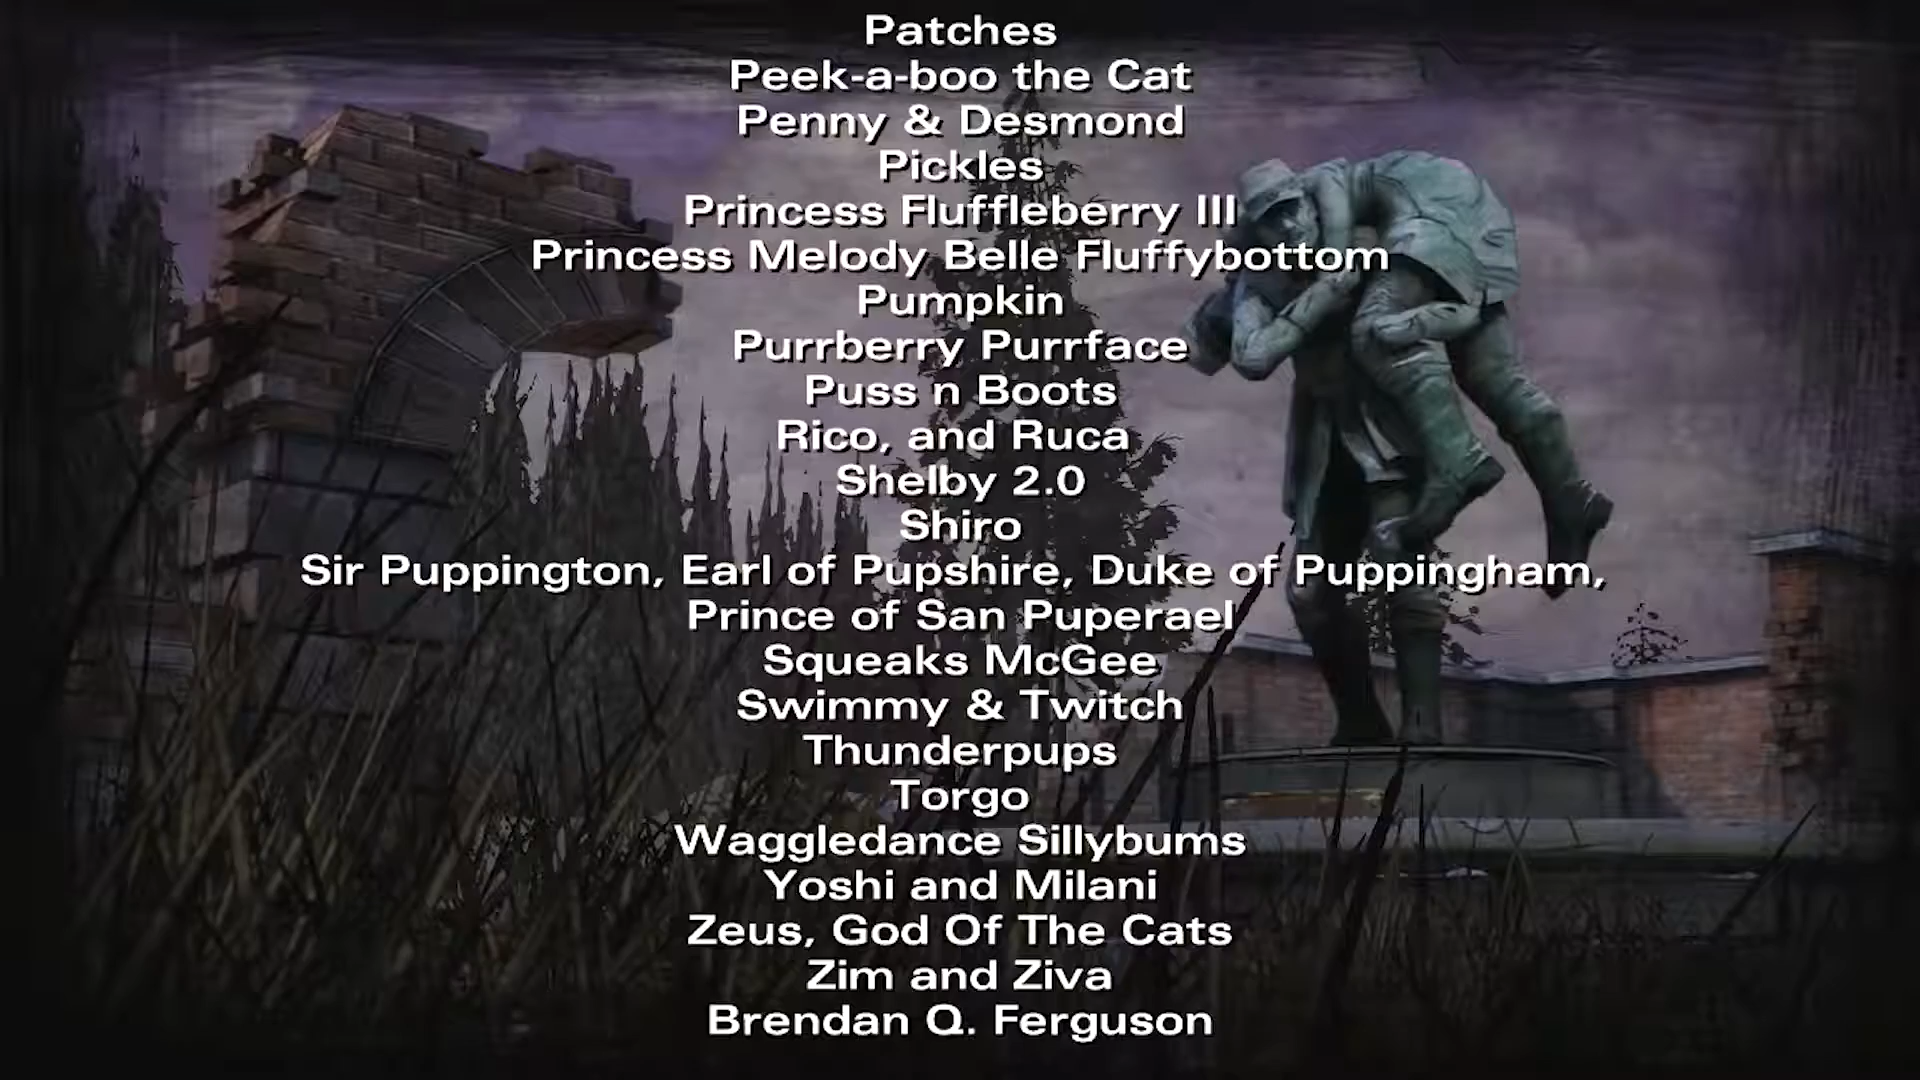 Patches
Peek-a-boo the Cat
Penny & Desmond
Pickles
Princess Fluffleberry III
Princess Melody Belle Fluffybottom
Pumpkin
Purrberry Purrface
Puss n Boots
Rico, and Ruca
Shelby 2.0
Shiro
Sir Puppington, Earl of Pupshire, Duke of Puppingham,
Prince of San Puperael
Squeaks McGee
Swimmy & Twitch
Thunderpups
Torgo
Waggledance Sillybums
Yoshi and Milani
Zeus, God Of The Cats
Zim and Ziva
Brendan Q. Ferguson